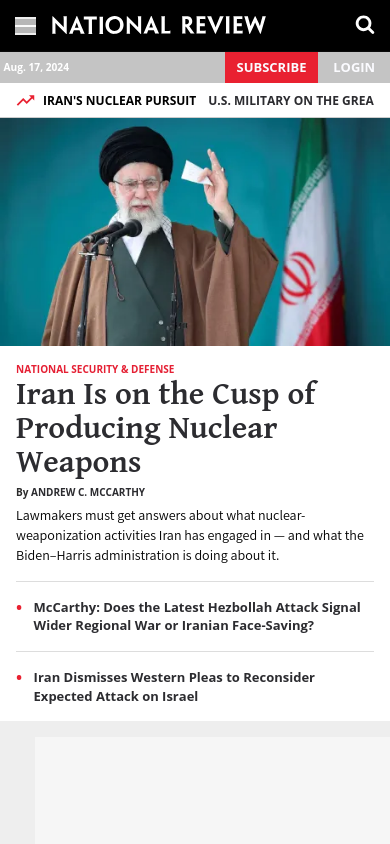 NATIONAL REVIEW
Aug. 17, 2024
SUBSCRIBE
LOGIN
IRAN'S NUCLEAR PURSUIT
U.S. MILITARY ON THE GREA
NATIONAL SECURITY & DEFENSE
Iran Is on the Cusp of
Producing Nuclear
Weapons
By ANDREW C. MCCARTHY
Lawmakers must get answers about what nuclear-
weaponization activities Iran has engaged in — and what the
Biden–Harris administration is doing about it.
• McCarthy: Does the Latest Hezbollah Attack Signal
Wider Regional War or Iranian Face-Saving?
• Iran Dismisses Western Pleas to Reconsider
Expected Attack on Israel